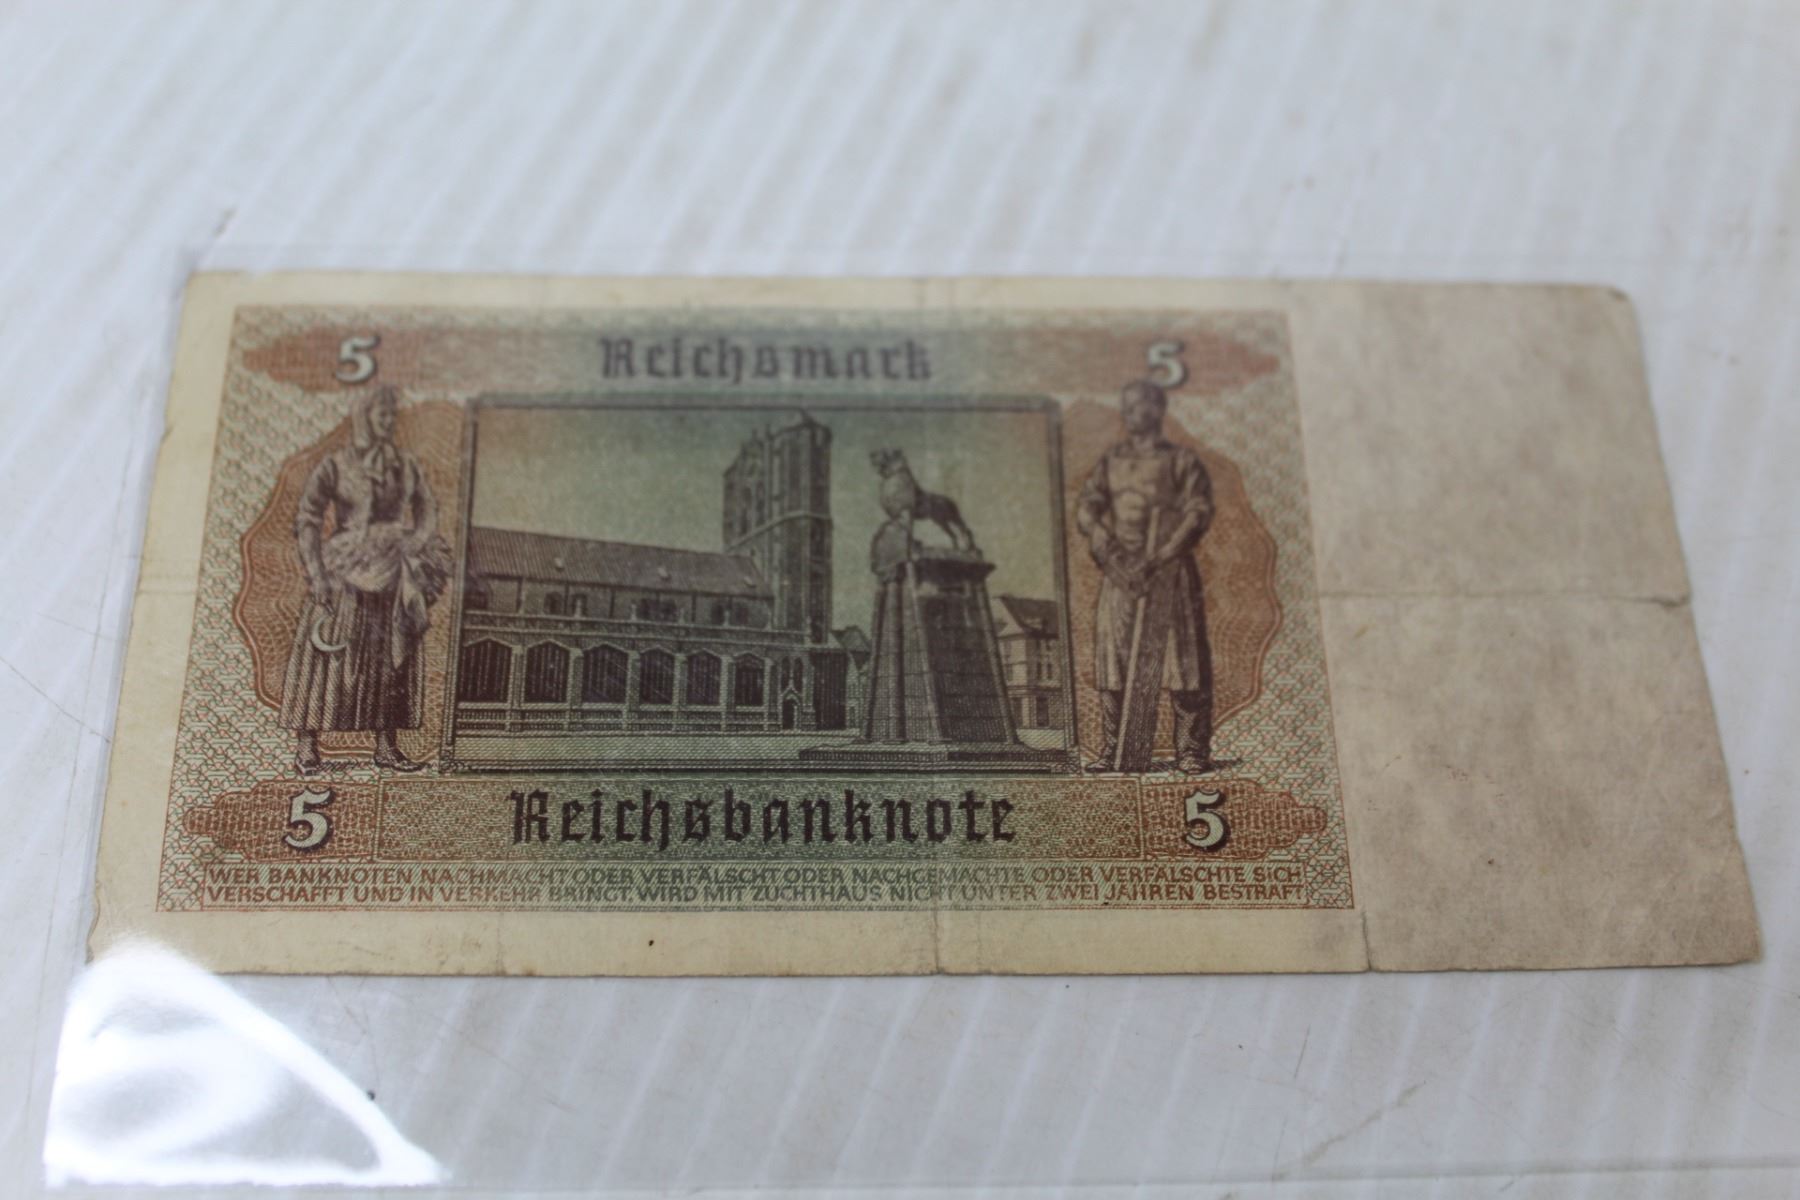 5 Reichsmark 5
5 Reichsbanknote 5
WER BANKNOTEN NACHMACHT ODER VERFÄLSCHT ODER NACHGEMACHTE ODER VERFÄLSCHTE SICH
VERSCHAFFT UND IN VERKEHR BRINGT, WIRD MIT ZUCHTHAUS NICHT UNTER ZWEI JAHREN BESTRAFT